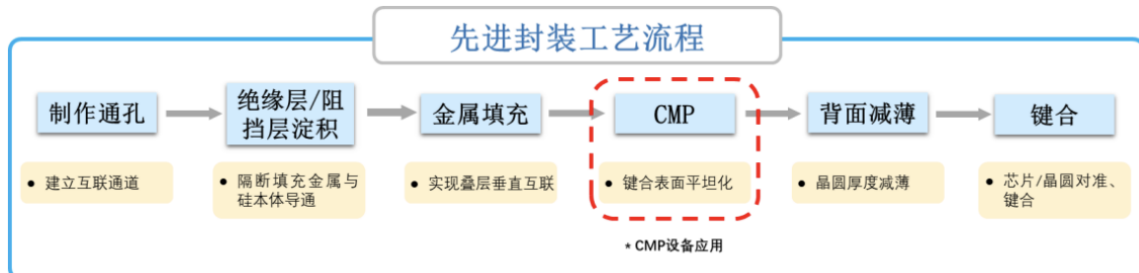 先进封装工艺流程
制作通孔
绝缘层/阻
挡层淀积
金属填充
CMP
背面减薄
键合
• 建立互联通道
• 隔断填充金属与
硅本体导通
• 实现叠层垂直互联
• 键合表面平坦化
• 晶圆厚度减薄
• 芯片/晶圆对准、
键合
* CMP设备应用